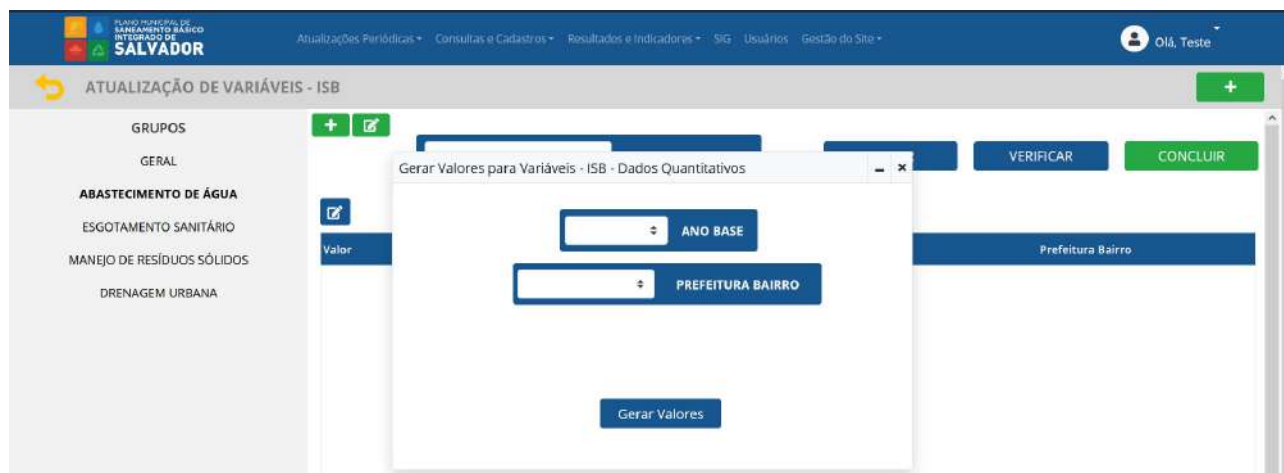 PLANO MUNICIPAL DE
SANEAMENTO BÁSICO
INTEGRADO DE
SALVADOR
Atualizações Periódicas Consultas e Cadastros Resultados e Indicadores SIG Usuários Gestão do Site
Olá, Teste
ATUALIZAÇÃO DE VARIÁVEIS - ISB
GRUPOS
GERAL
ABASTECIMENTO DE ÁGUA
ESGOTAMENTO SANITÁRIO
MANEJO DE RESÍDUOS SÓLIDOS
DRENAGEM URBANA
VERIFICAR
CONCLUIR
Valor
Prefeitura Bairro
Gerar Valores para Variáveis - ISB - Dados Quantitativos
ANO BASE
PREFEITURA BAIRRO
Gerar Valores